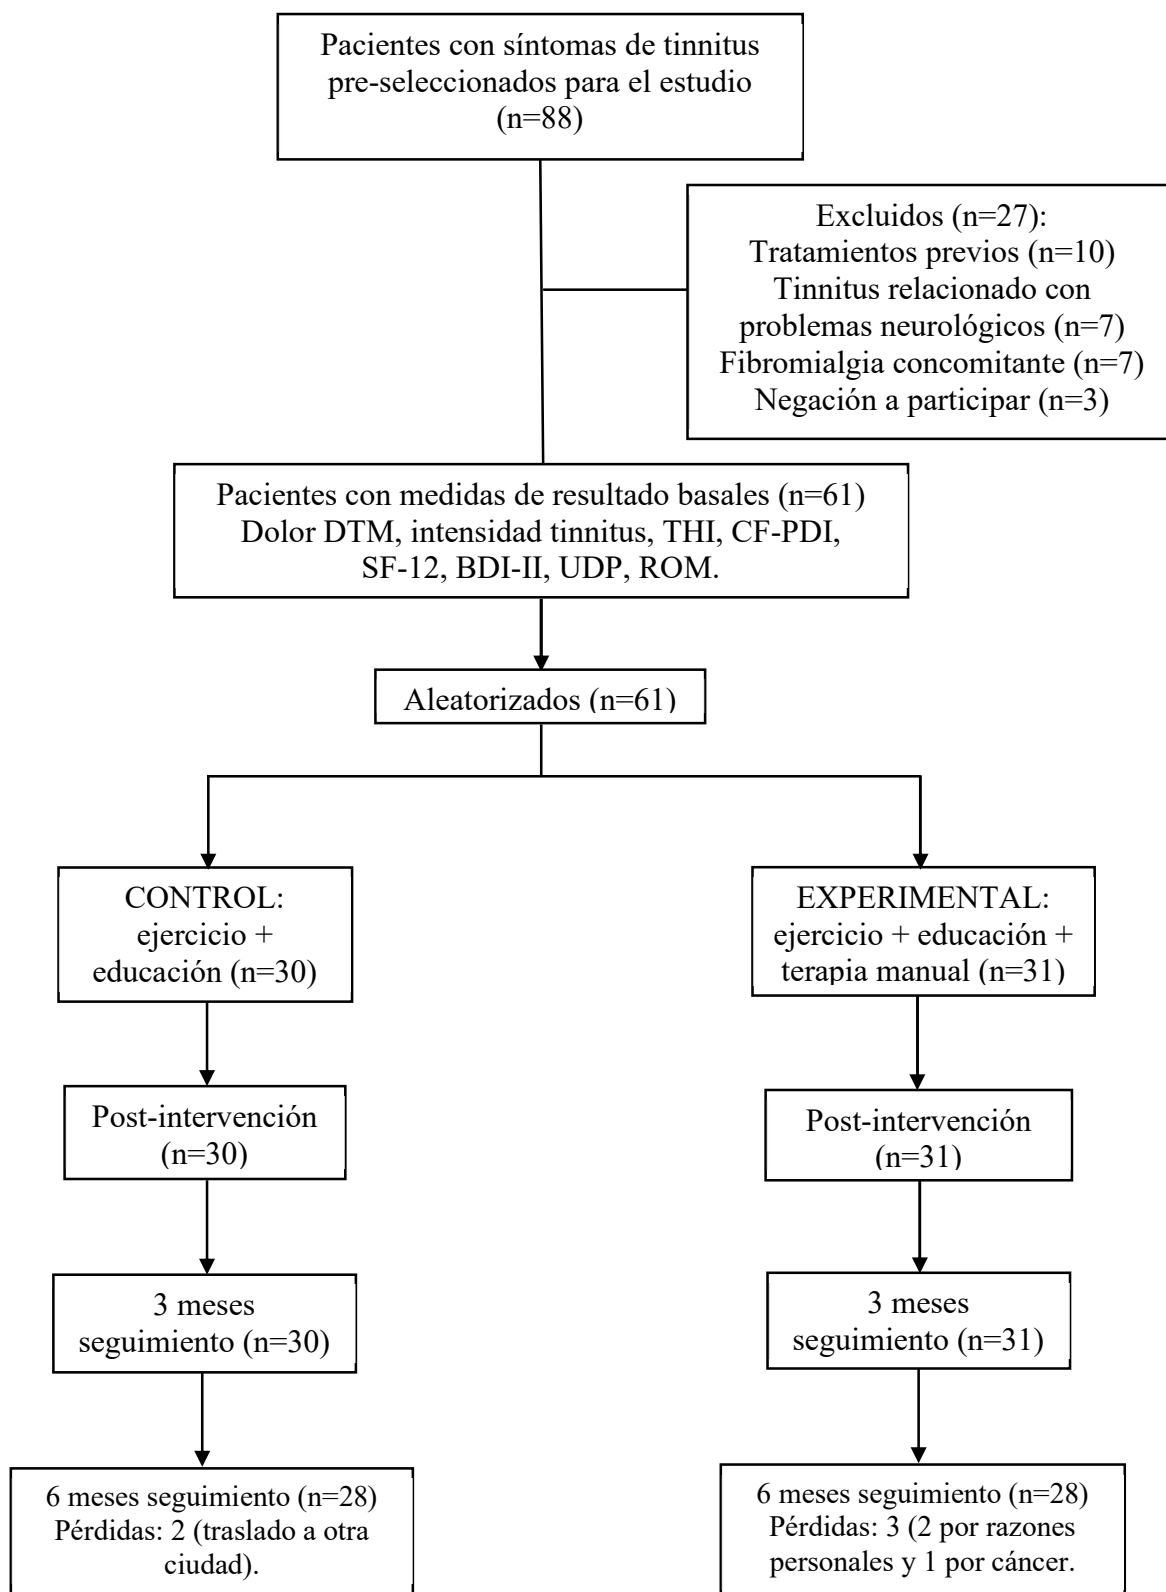 Pacientes con síntomas de tinnitus
pre-seleccionados para el estudio
(n=88)
Excluidos (n=27):
Tratamientos previos (n=10)
Tinnitus relacionado con
problemas neurológicos (n=7)
Fibromialgia concomitante (n=7)
Negación a participar (n=3)
Pacientes con medidas de resultado basales (n=61)
Dolor DTM, intensidad tinnitus, THI, CF-PDI,
SF-12, BDI-II, UDP, ROM.
Aleatorizados (n=61)
CONTROL:
ejercicio +
educación (n=30)
EXPERIMENTAL:
ejercicio + educación +
terapia manual (n=31)
Post-intervención
(n=30)
Post-intervención
(n=31)
3 meses
seguimiento (n=30)
3 meses
seguimiento (n=31)
6 meses seguimiento (n=28)
Pérdidas: 2 (traslado a otra
ciudad).
6 meses seguimiento (n=28)
Pérdidas: 3 (2 por razones
personales y 1 por cáncer.